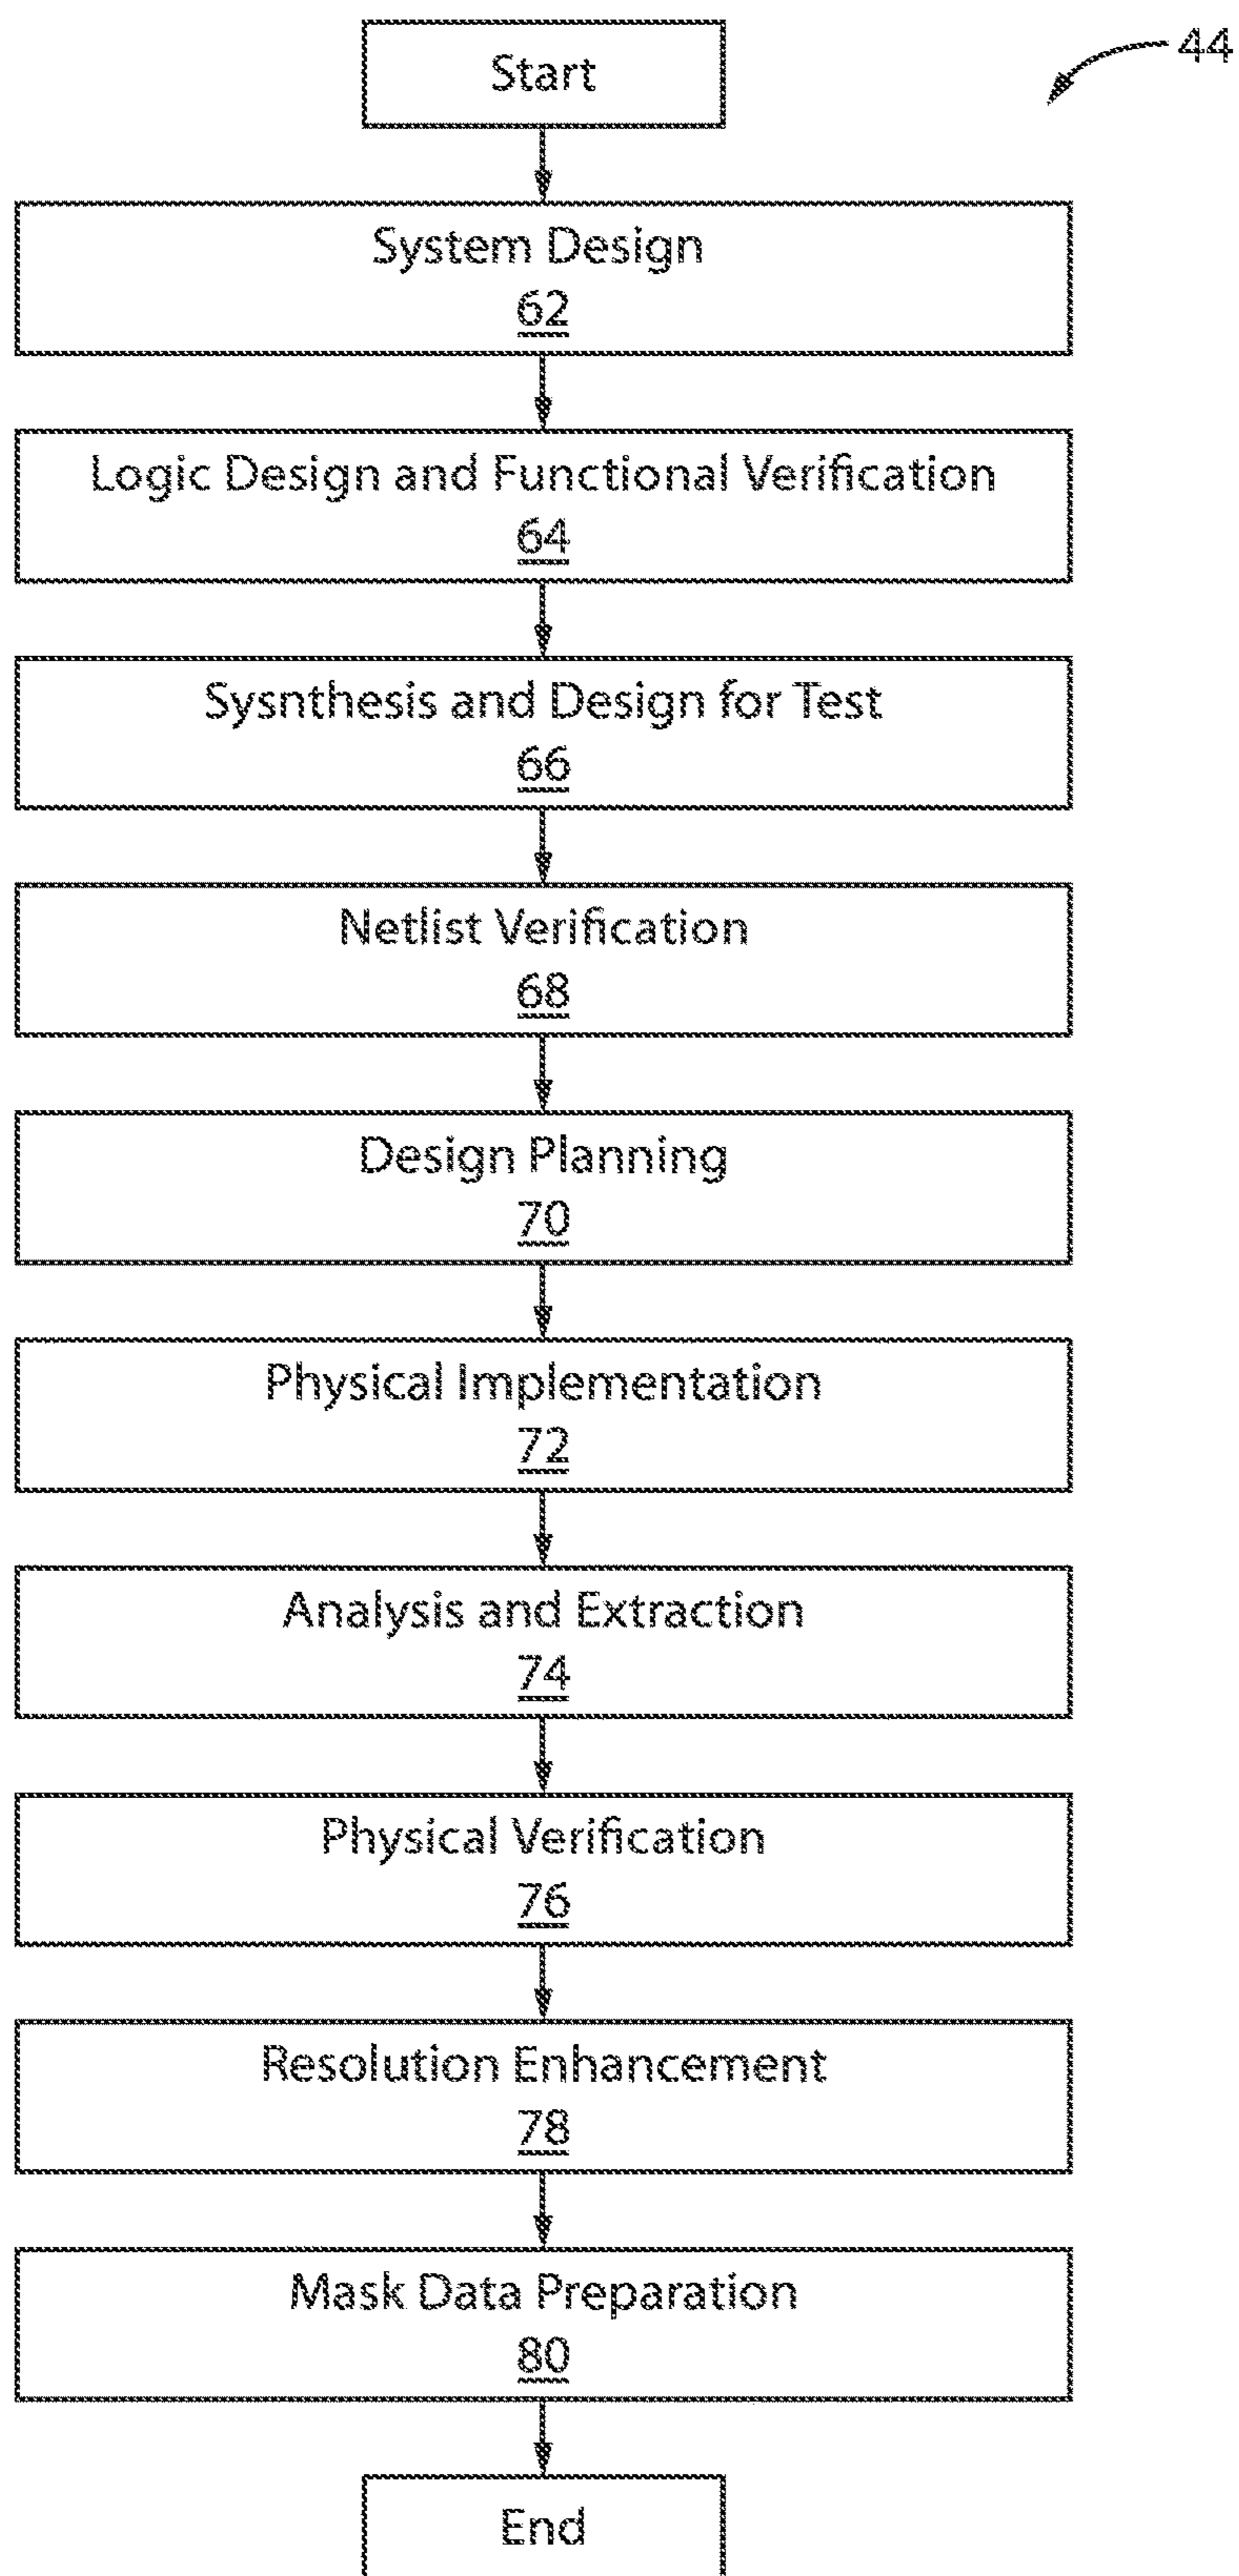 Start
44
System Design
62
Logic Design and Functional Verification
64
Sysnthesis and Design for Test
66
Netlist Verification
68
Design Planning
70
Physical Implementation
72
Analysis and Extraction
74
Physical Verification
76
Resolution Enhancement
78
Mask Data Preparation
80
End